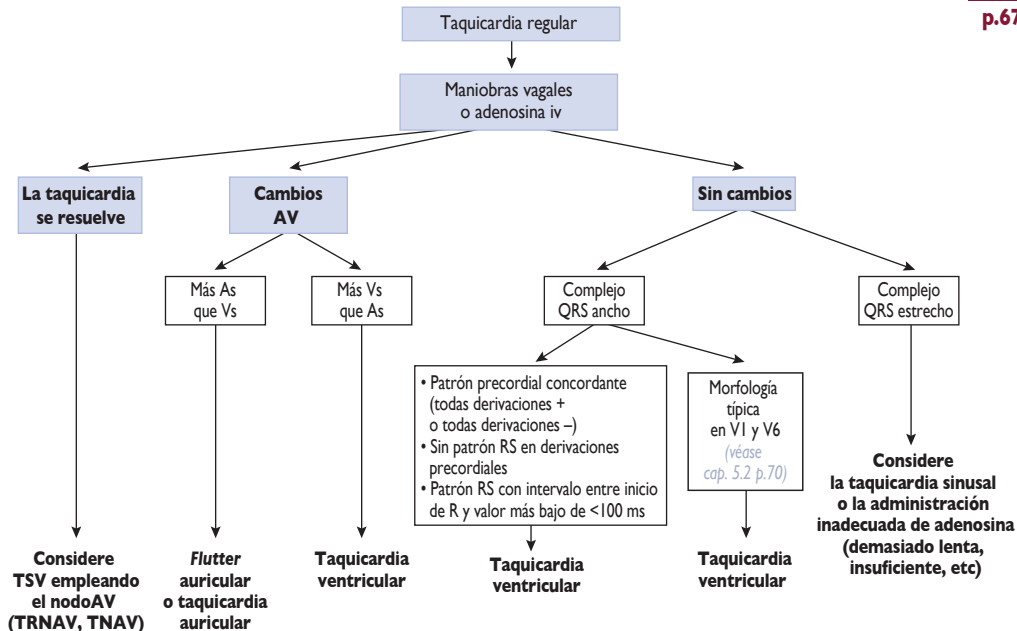 p.67
Taquicardia regular
Maniobras vagales
o adenosina iv
La taquicardia
se resuelve
Cambios
AV
Sin cambios
Más As
que Vs
Más Vs
que As
Complejo
QRS ancho
Complejo
QRS estrecho
• Patrón precordial concordante
(todas derivaciones +
o todas derivaciones –)
• Sin patrón RS en derivaciones
precordiales
• Patrón RS con intervalo entre inicio
de R y valor más bajo de <100 ms
Morfología
típica
en V1 y V6
(véase
cap. 5.2 p.70)
Considere
TSV empleando
el nodoAV
(TRNAV, TNAV)
Flutter
auricular
o taquicardia
auricular
Taquicardia
ventricular
Taquicardia
ventricular
Taquicardia
ventricular
Considere
la taquicardia sinusal
o la administración
inadecuada de adenosina
(demasiado lenta,
insuficiente, etc)